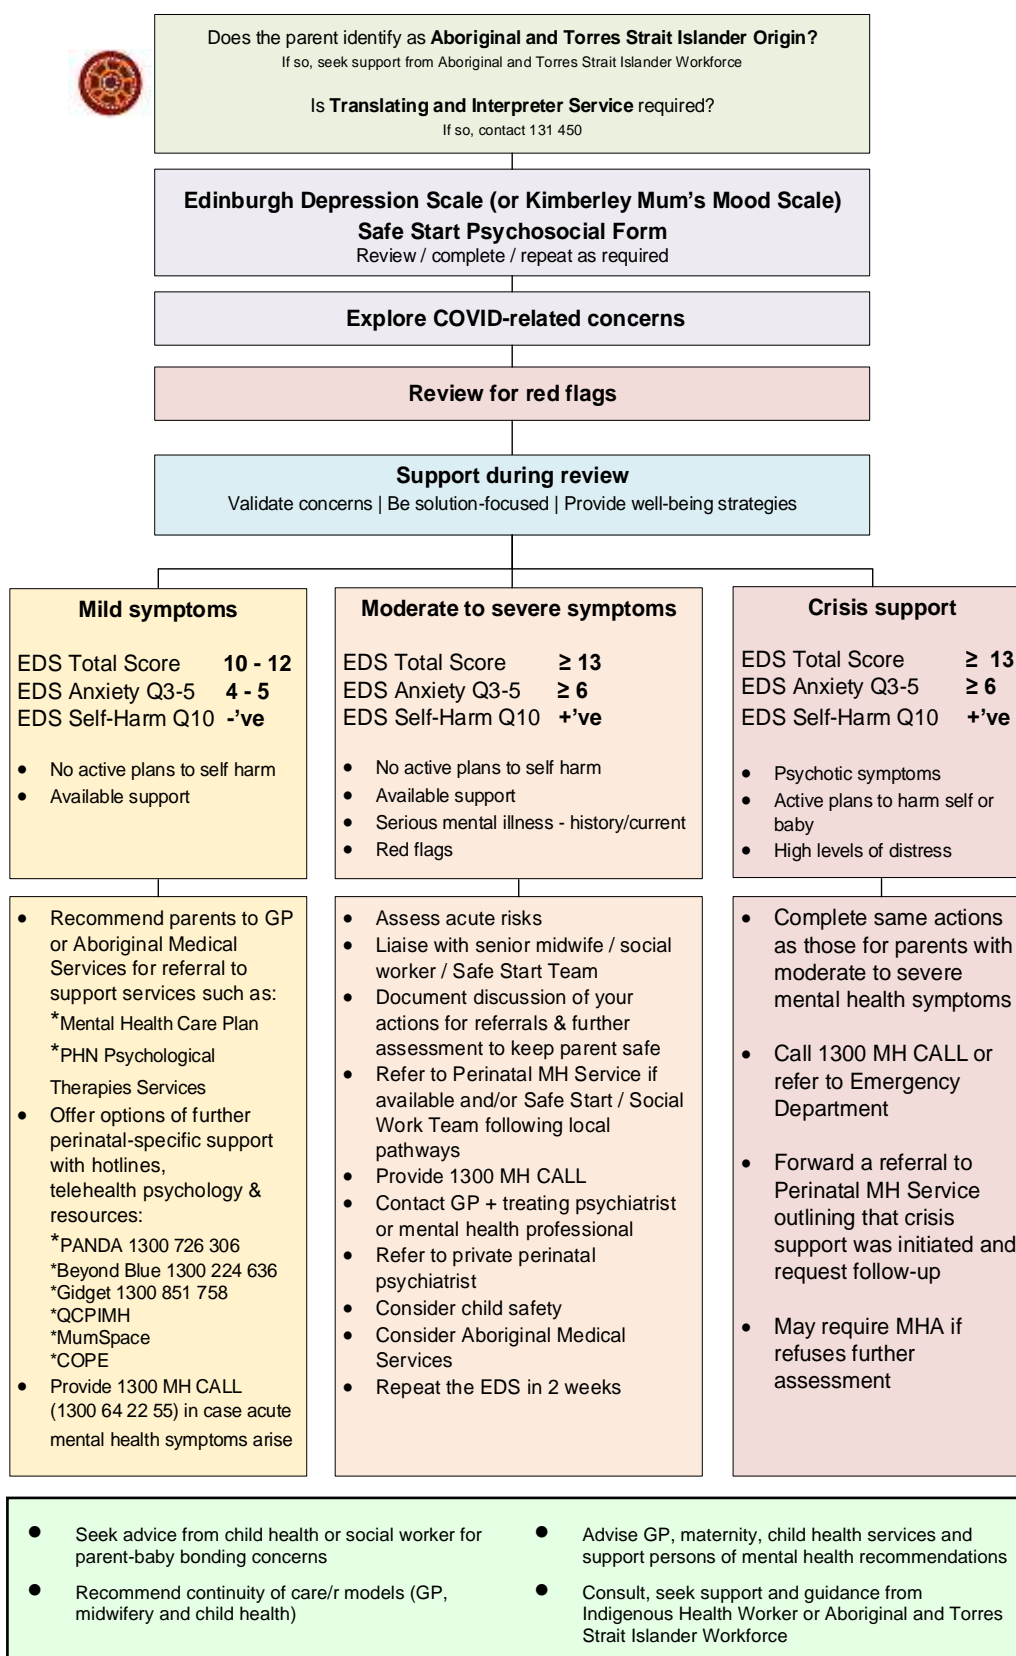 Does the parent identify as Aboriginal and Torres Strait Islander Origin?
If so, seek support from Aboriginal and Torres Strait Islander Workforce
Is Translating and Interpreter Service required?
If so, contact 131 450
Edinburgh Depression Scale (or Kimberley Mum's Mood Scale)
Safe Start Psychosocial Form
Review / complete / repeat as required
Explore COVID-related concerns
Review for red flags
Support during review
Validate concerns | Be solution-focused | Provide well-being strategies
Mild symptoms
EDS Total Score 10 - 12
EDS Anxiety Q3-5 4 - 5
EDS Self-Harm Q10 -'ve
• No active plans to self harm
• Available support
• Recommend parents to GP
or Aboriginal Medical
Services for referral to
support services such as:
*Mental Health Care Plan
*PHN Psychological
Therapies Services
• Offer options of further
perinatal-specific support
with hotlines,
telehealth psychology &
resources:
*PANDA 1300 726 306
*Beyond Blue 1300 224 636
*Gidget 1300 851 758
*QCPIMH
*MumSpace
*COPE
• Provide 1300 MH CALL
(1300 64 22 55) in case acute
mental health symptoms arise
Moderate to severe symptoms
EDS Total Score ≥ 13
EDS Anxiety Q3-5 ≥ 6
EDS Self-Harm Q10 +'ve
• No active plans to self harm
• Available support
• Serious mental illness - history/current
• Red flags
• Assess acute risks
• Liaise with senior midwife / social
worker / Safe Start Team
• Document discussion of your
actions for referrals & further
assessment to keep parent safe
• Refer to Perinatal MH Service if
available and/or Safe Start / Social
Work Team following local
pathways
• Provide 1300 MH CALL
• Contact GP + treating psychiatrist
or mental health professional
• Refer to private perinatal
psychiatrist
• Consider child safety
• Consider Aboriginal Medical
Services
• Repeat the EDS in 2 weeks
Crisis support
EDS Total Score ≥ 13
EDS Anxiety Q3-5 ≥ 6
EDS Self-Harm Q10 +'ve
• Psychotic symptoms
• Active plans to harm self or
baby
• High levels of distress
• Complete same actions
as those for parents with
moderate to severe
mental health symptoms
• Call 1300 MH CALL or
refer to Emergency
Department
• Forward a referral to
Perinatal MH Service
outlining that crisis
support was initiated and
request follow-up
• May require MHA if
refuses further
assessment
• Seek advice from child health or social worker for
parent-baby bonding concerns
• Recommend continuity of care/r models (GP,
midwifery and child health)
• Advise GP, maternity, child health services and
support persons of mental health recommendations
• Consult, seek support and guidance from
Indigenous Health Worker or Aboriginal and Torres
Strait Islander Workforce